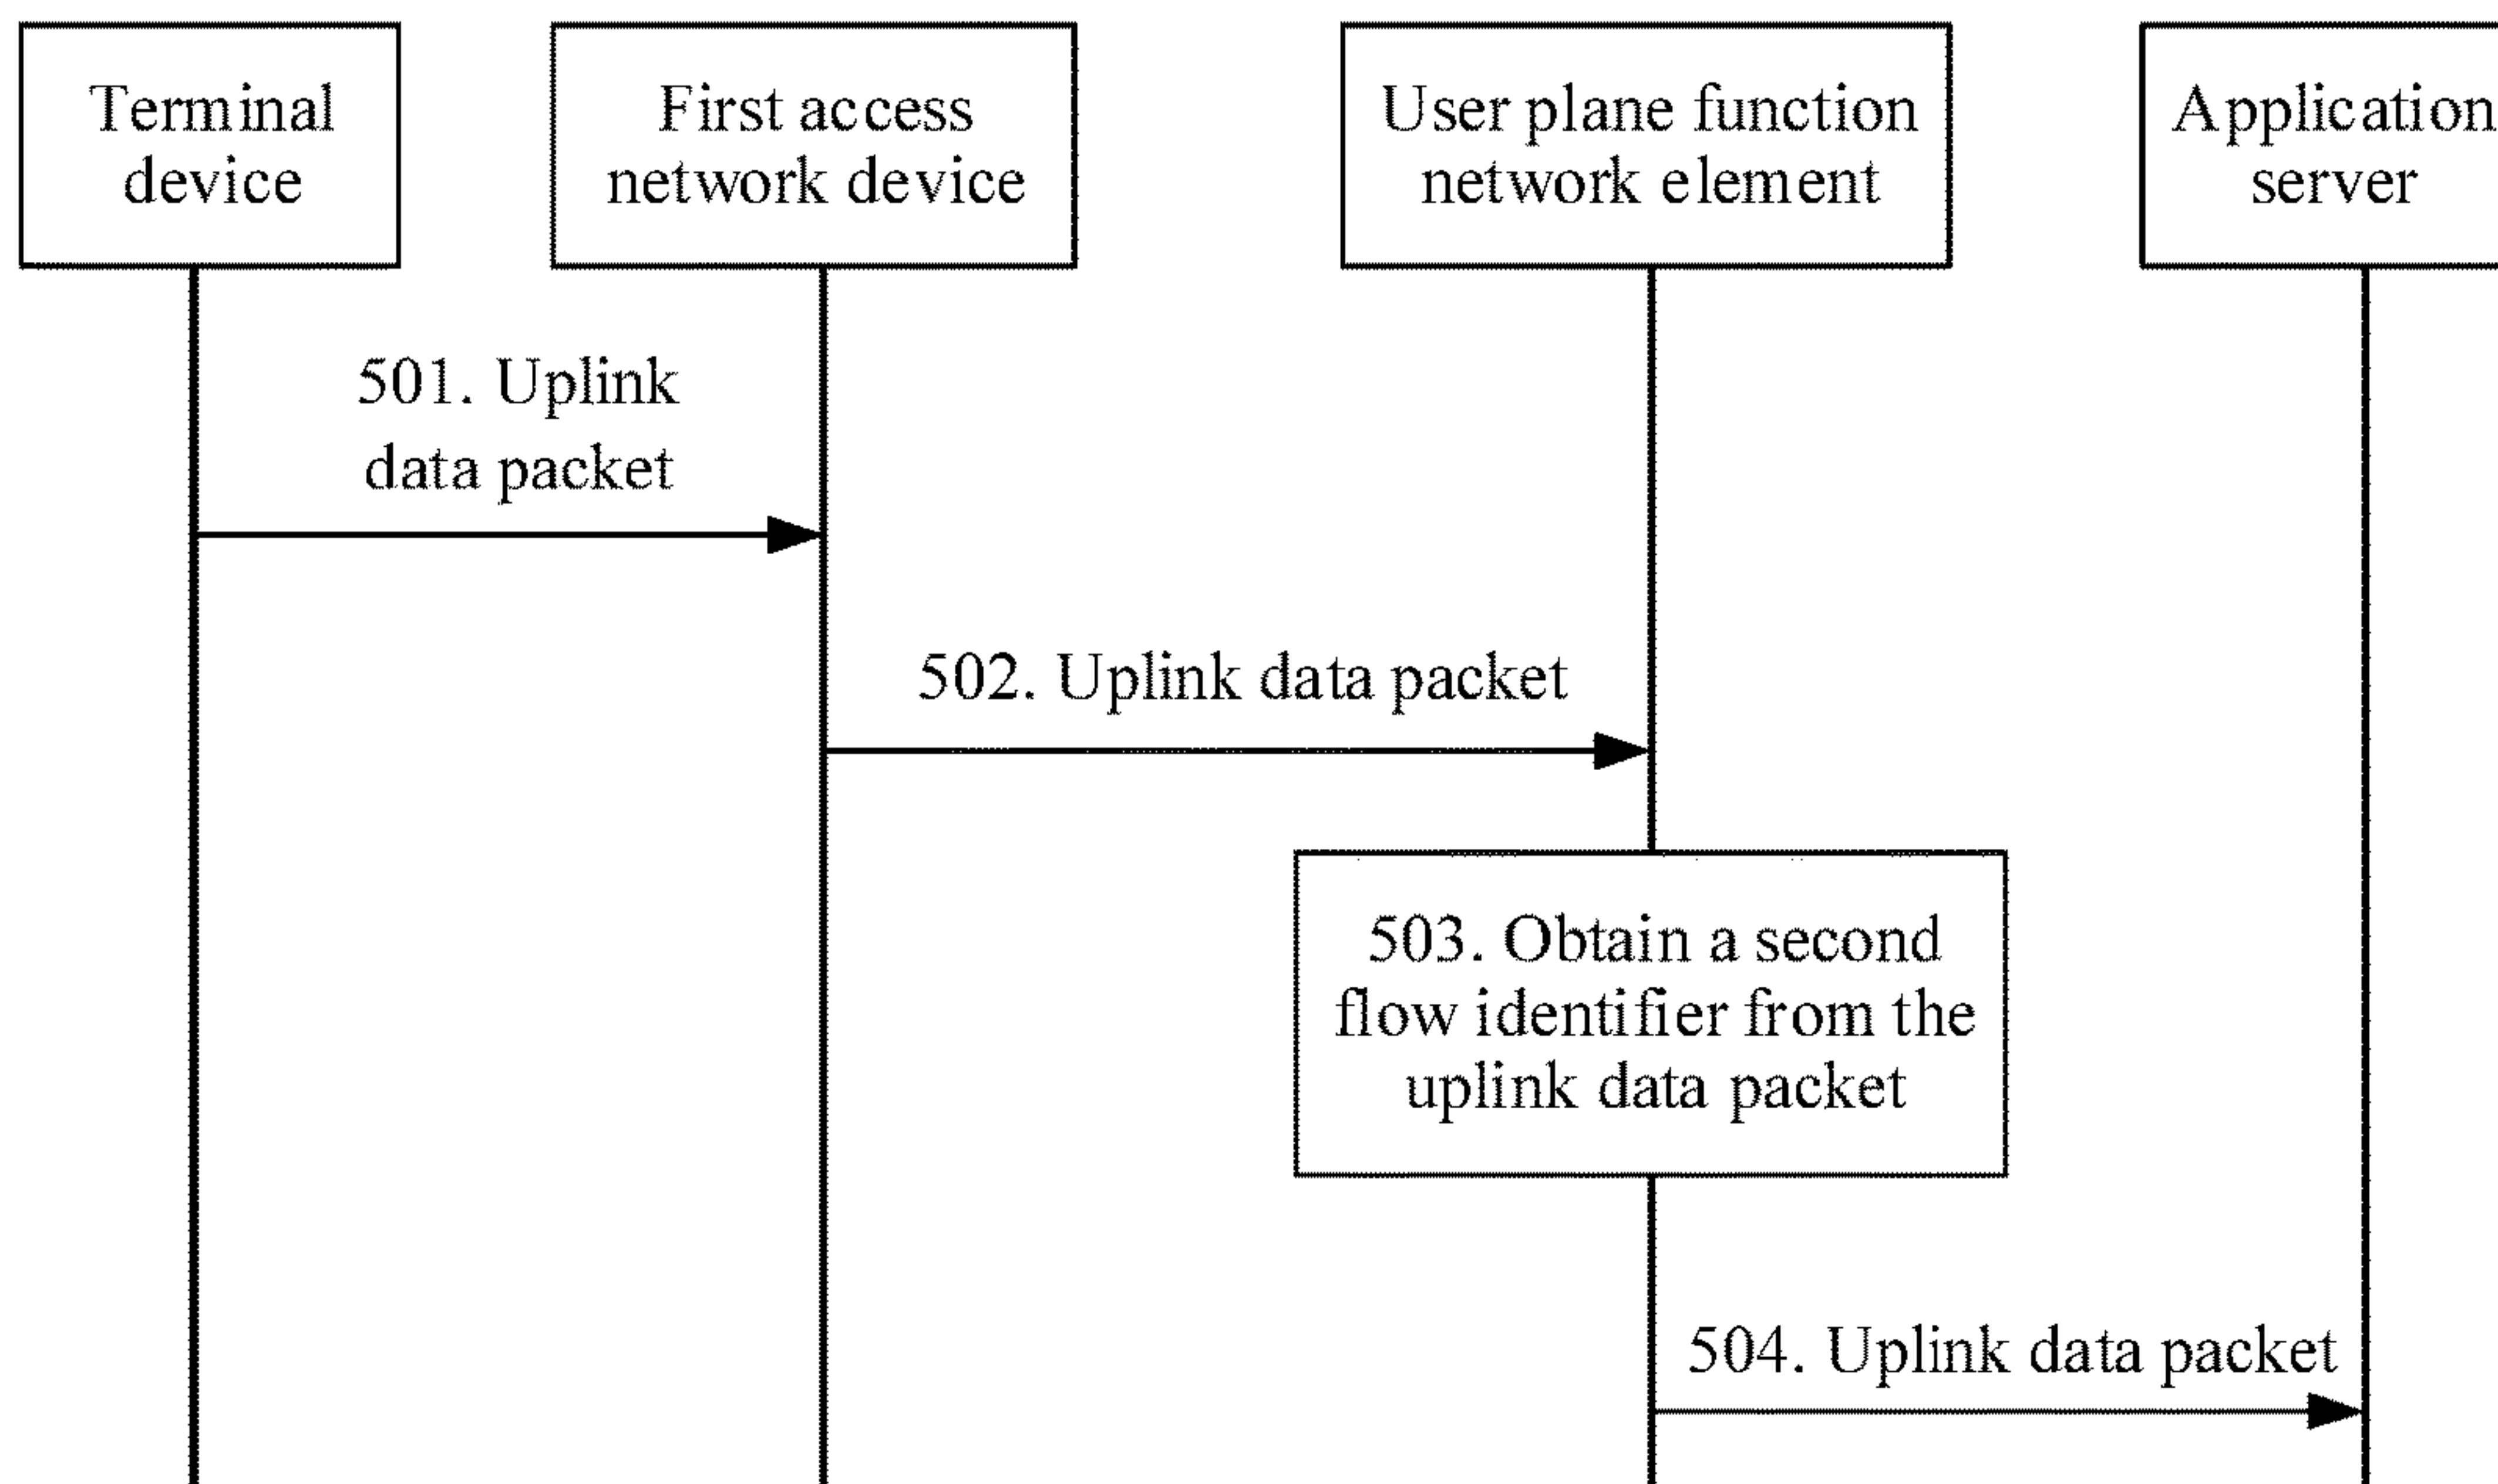 Terminal
device
First access
network device
User plane function
network element
Application
server
501. Uplink
data packet
502. Uplink data packet
503. Obtain a second
flow identifier from the
uplink data packet
504. Uplink data packet